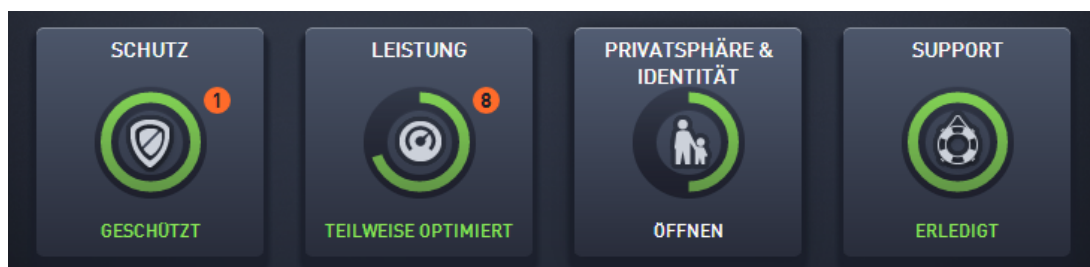 SCHUTZ
1
GESCHÜTZT
LEISTUNG
8
TEILWEISE OPTIMIERT
PRIVATSPHÄRE &
IDENTITÄT
ÖFFNEN
SUPPORT
ERLEDIGT